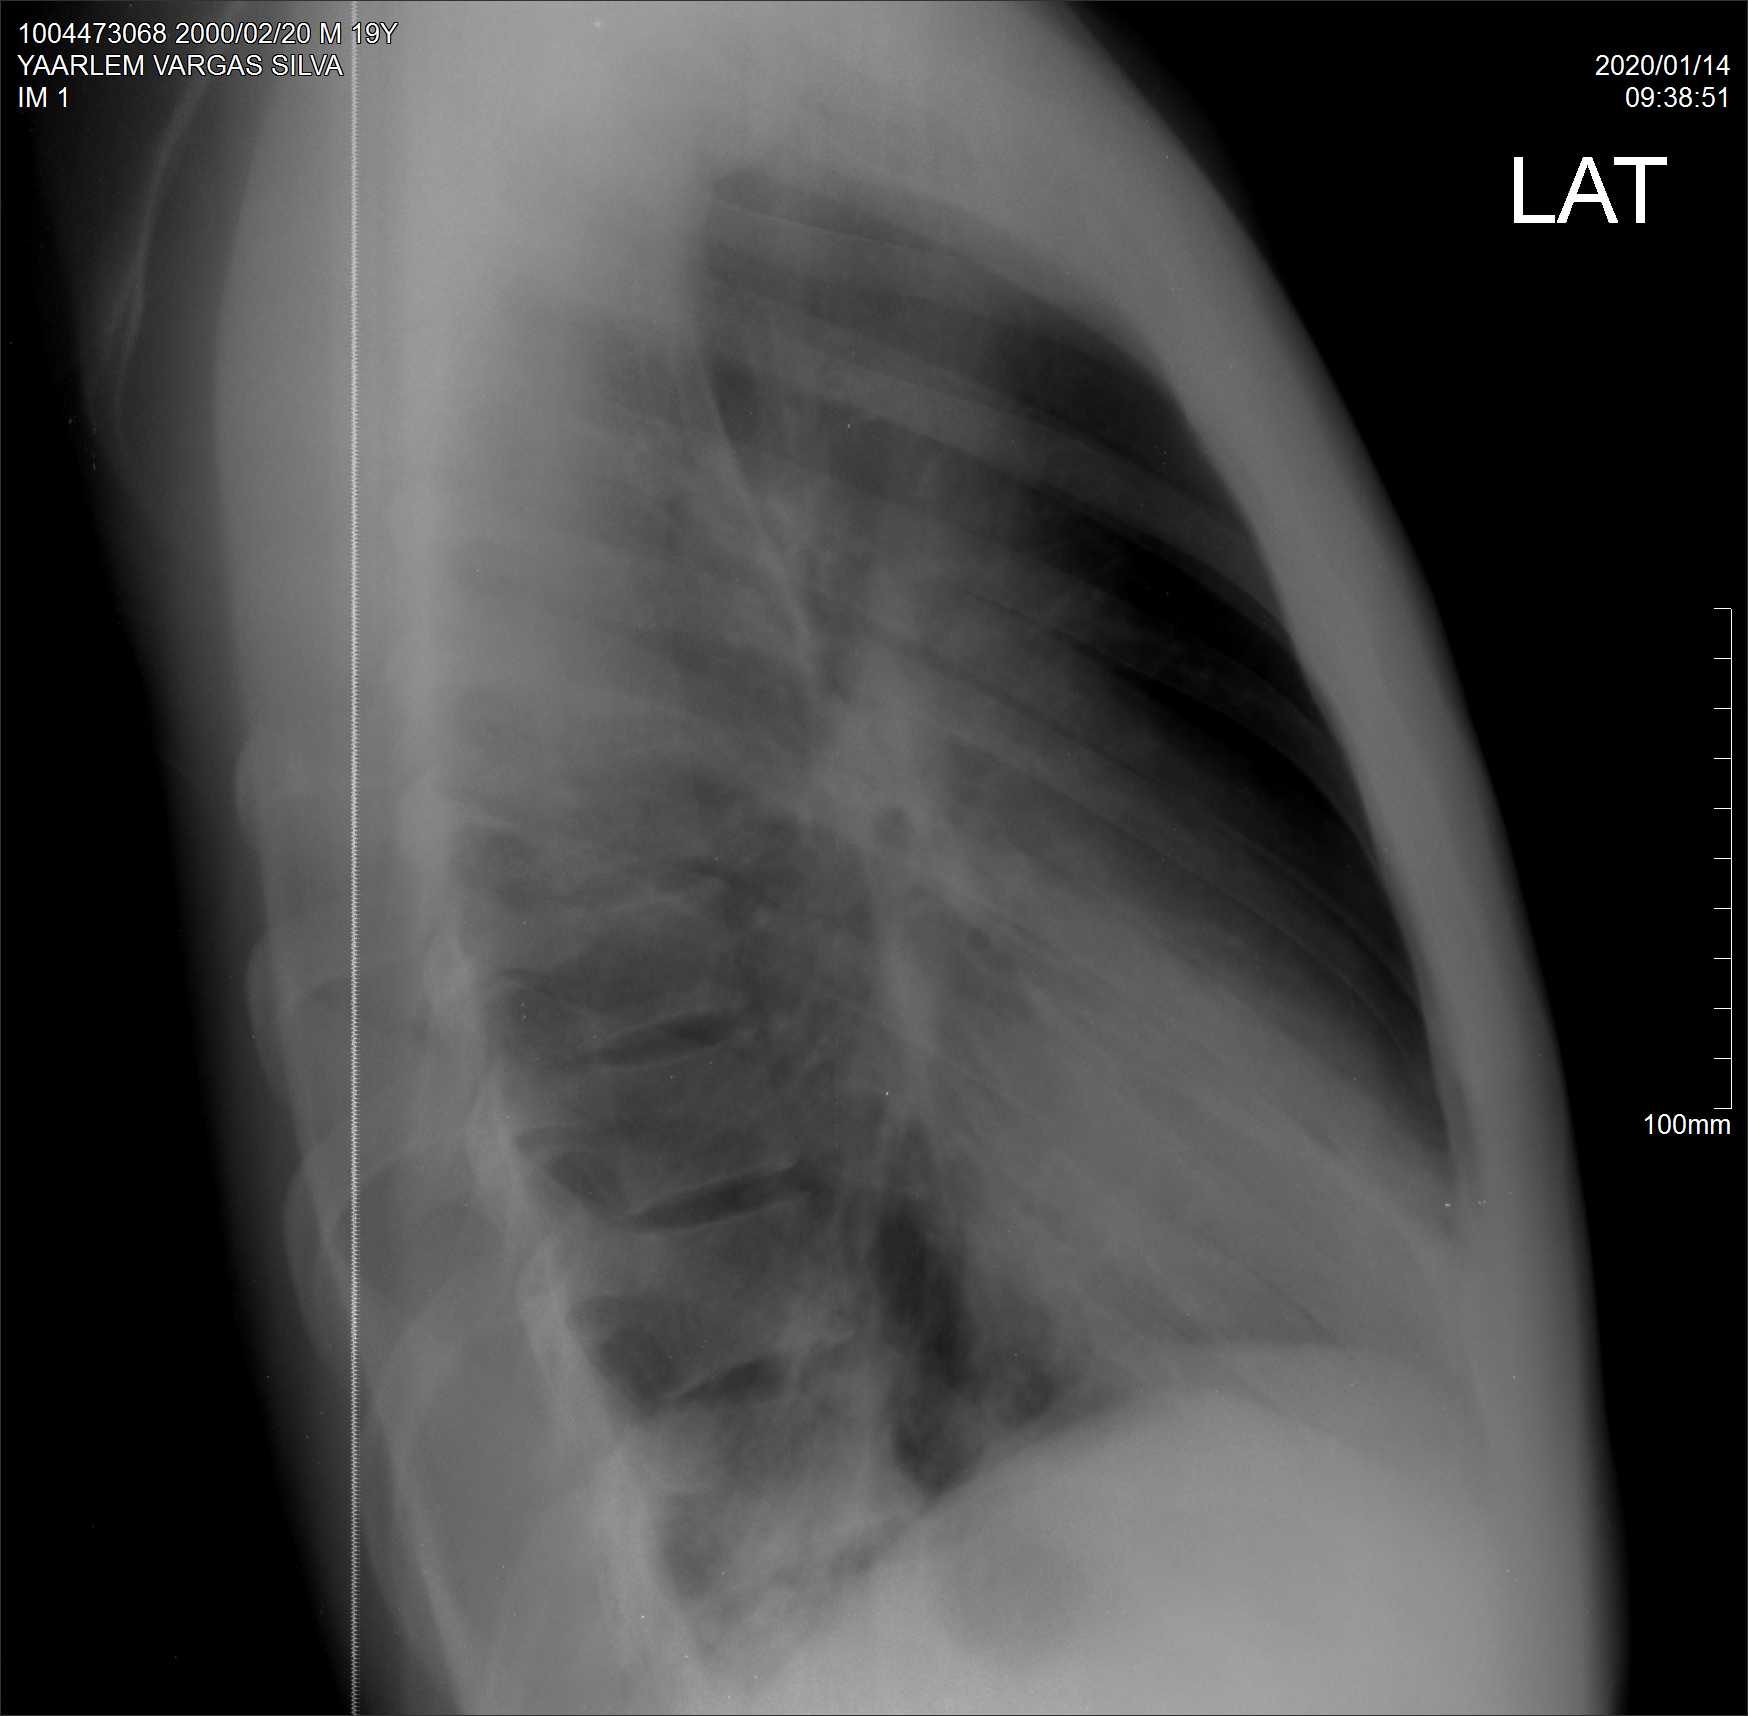 1004473068 2000/02/20 M 19Y
YAARLEM VARGAS SILVA
IM 1
2020/01/14
09:38:51
LAT
100mm